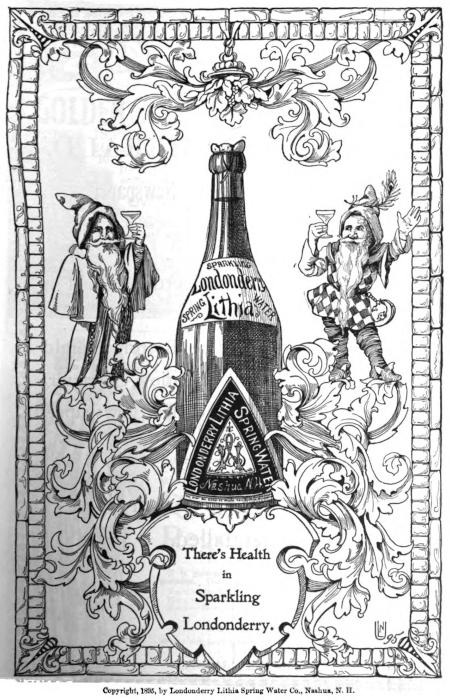 SPARKLING
Londonderry
Lithia
SPRING WATER
LONDONDERRY LITHIA SPRING WATER
Nashua N.H.
There's Health
in
Sparkling
Londonderry.
95
Copyright, 1895, by Londonderry Lithia Spring Water Co., Nashua, N. H.